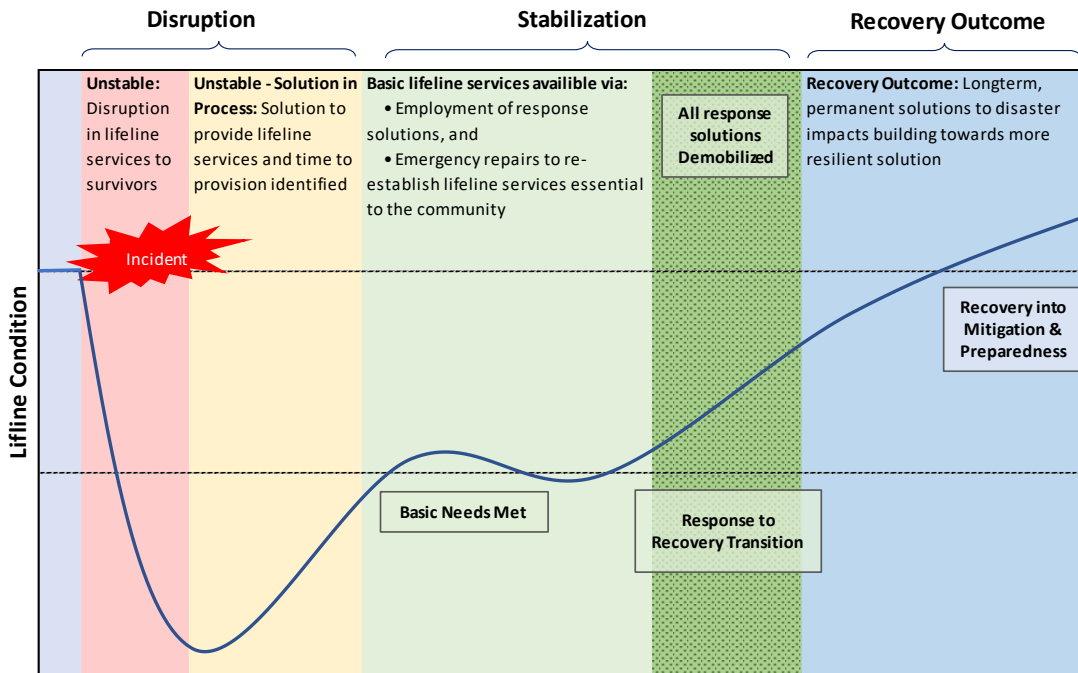 Disruption
Stabilization
Recovery Outcome
Unstable:
Disruption
in lifeline
services to
survivors
Unstable - Solution in
Process: Solution to
provide lifeline
services and time to
provision identified
Basic lifeline services availible via:
• Employment of response
solutions, and
• Emergency repairs to re-
establish lifeline services essential
to the community
All response
solutions
Demobilized
Recovery Outcome: Longterm,
permanent solutions to disaster
impacts building towards more
resilient solution
Incident
Lifline Condition
Recovery into
Mitigation &
Preparedness
Basic Needs Met
Response to
Recovery Transition